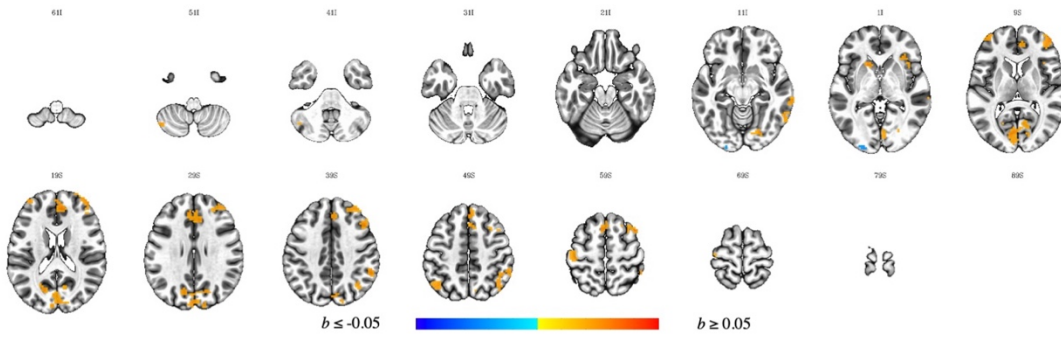 61I 51I 41I 31I 21I 11I 1I 9S
19S 29S 39S 49S 59S 69S 79S 89S
b ≤ -0.05 b ≥ 0.05